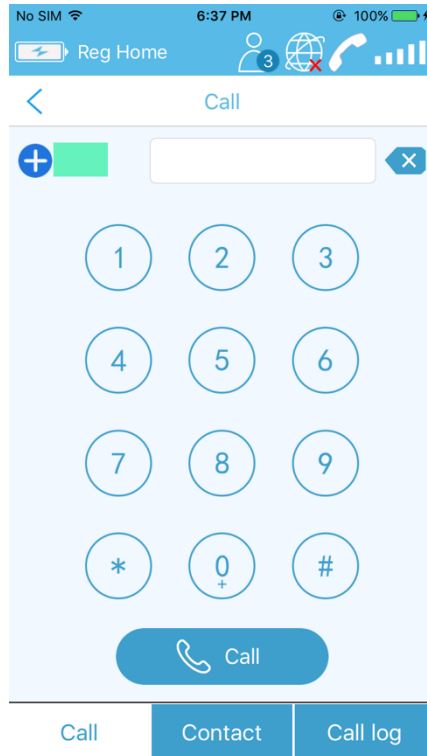 No SIM 6:37 PM 100%
Reg Home 3
Call
1 2 3
4 5 6
7 8 9
* 0 #
+
Call
Call Contact Call log